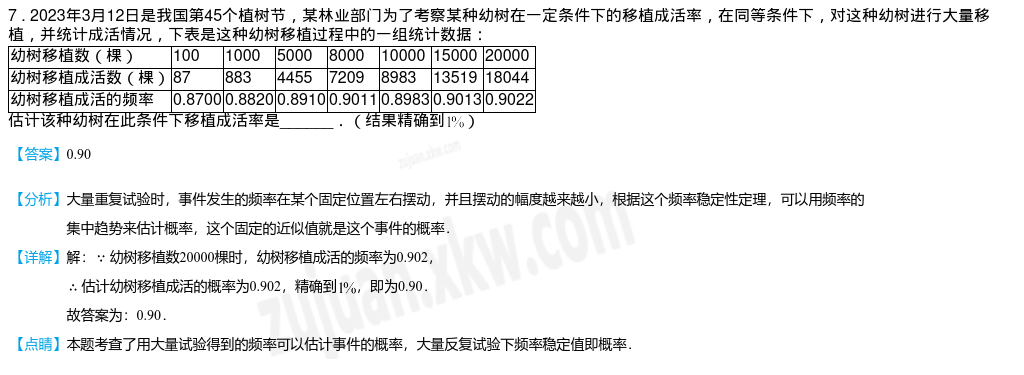 7．2023年3月12日是我国第45个植树节，某林业部门为了考察某种幼树在一定条件下的移植成活率，在同等条件下，对这种幼树进行大量移
植，并统计成活情况，下表是这种幼树移植过程中的一组统计数据：
幼树移植数（棵） 100 1000 5000 8000 10000 15000 20000
幼树移植成活数（棵） 87 883 4455 7209 8983 13519 18044
幼树移植成活的频率 0.8700 0.8820 0.8910 0.9011 0.8983 0.9013 0.9022
估计该种幼树在此条件下移植成活率是______．（结果精确到1%）
【答案】0.90
zujuan.xkw.com
【分析】大量重复试验时，事件发生的频率在某个固定位置左右摆动，并且摆动的幅度越来越小，根据这个频率稳定性定理，可以用频率的
集中趋势来估计概率，这个固定的近似值就是这个事件的概率．
【详解】解：∵幼树移植数20000棵时，幼树移植成活的频率为0.902，
∴估计幼树移植成活的概率为0.902，精确到1%，即为0.90．
故答案为：0.90．
【点睛】本题考查了用大量试验得到的频率可以估计事件的概率，大量反复试验下频率稳定值即概率．
zujuan.xkw.com